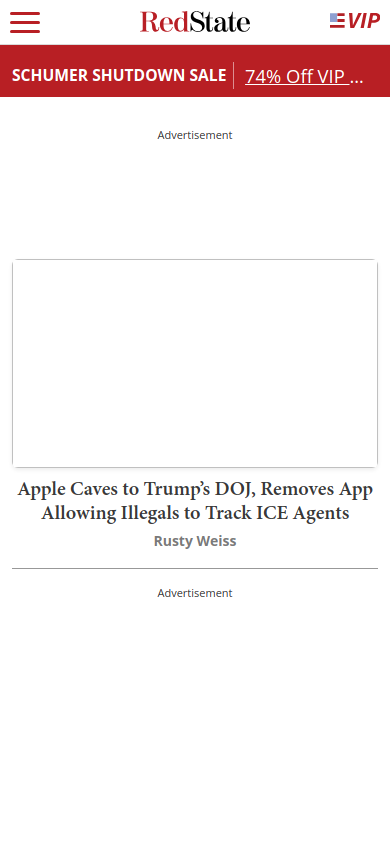 RedState
VIP
SCHUMER SHUTDOWN SALE
74% Off VIP ...
Advertisement
Apple Caves to Trump’s DOJ, Removes App
Allowing Illegals to Track ICE Agents
Rusty Weiss
Advertisement